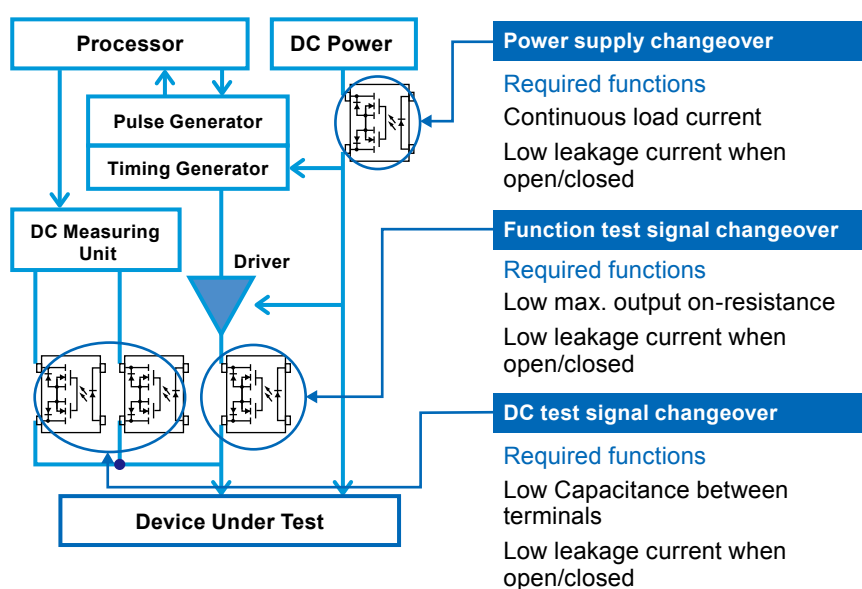 Processor
DC Power
Pulse Generator
Timing Generator
DC Measuring
Unit
Driver
Device Under Test
Power supply changeover
Required functions
Continuous load current
Low leakage current when
open/closed
Function test signal changeover
Required functions
Low max. output on-resistance
Low leakage current when
open/closed
DC test signal changeover
Required functions
Low Capacitance between
terminals
Low leakage current when
open/closed